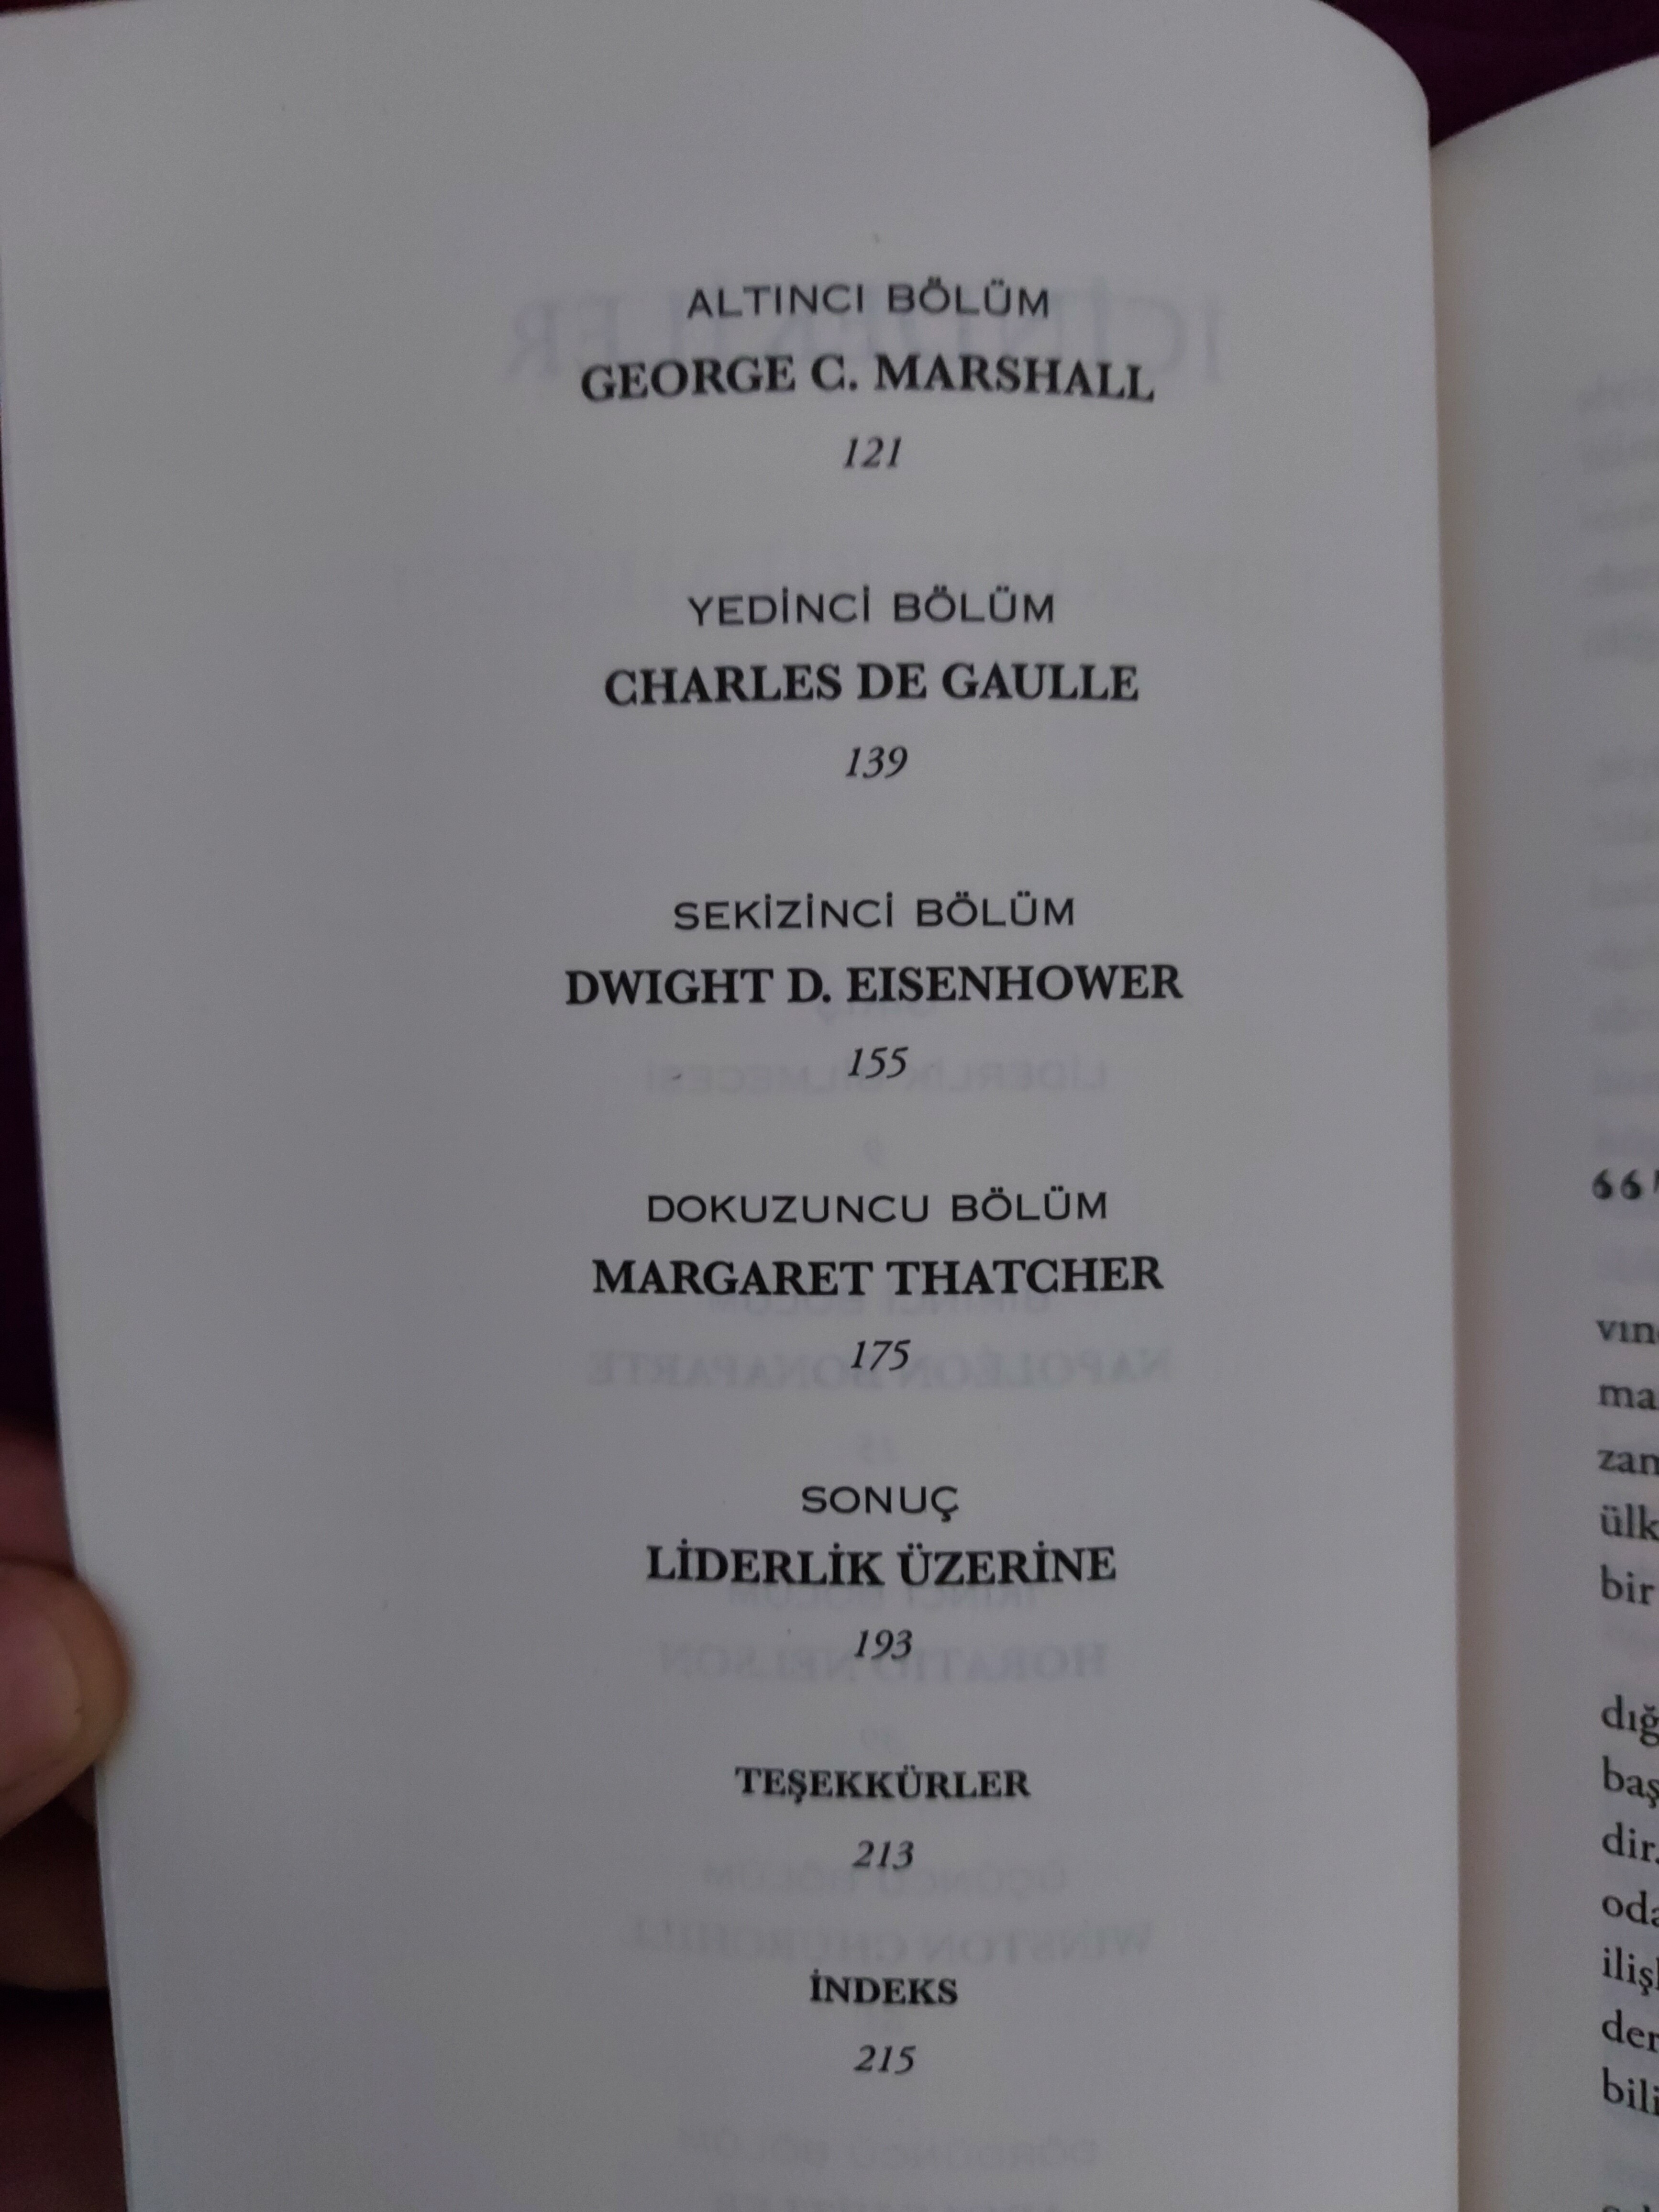 ALTINCI BÖLÜM
GEORGE C. MARSHALL
121
YEDİNCİ BÖLÜM
CHARLES DE GAULLE
139
SEKİZİNCİ BÖLÜM
DWIGHT D. EISENHOWER
155
DOKUZUNCU BÖLÜM
MARGARET THATCHER
175
SONUÇ
LİDERLİK ÜZERİNE
193
TEŞEKKÜRLER
213
İNDEKS
215
bir